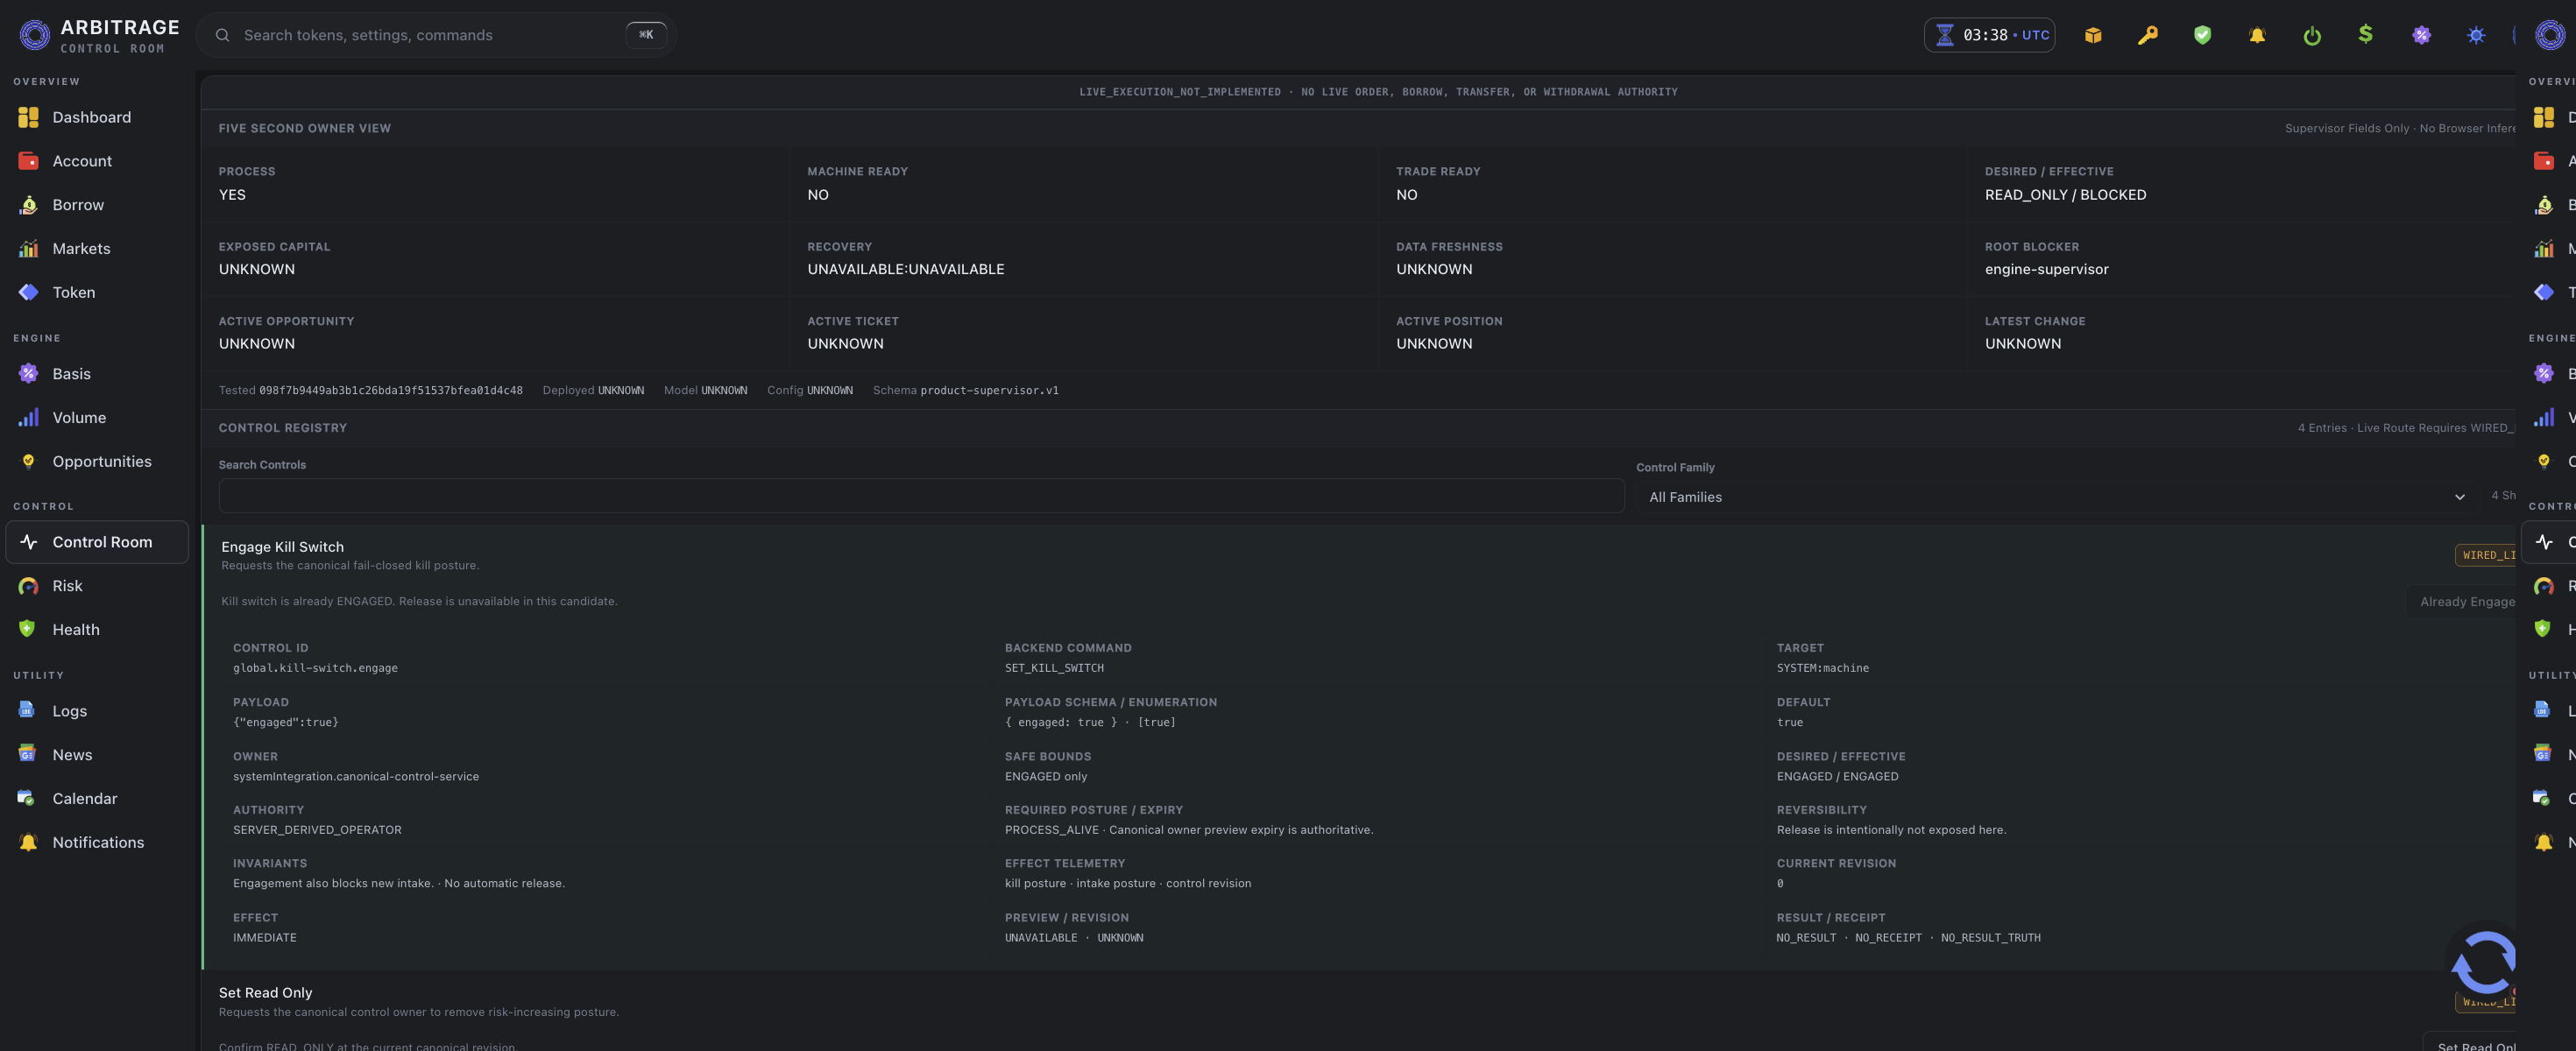 ARBITRAGE
CONTROL ROOM
Search tokens, settings, commands
⌘K
03:38 • UTC
OVERVIEW
Dashboard
Account
Borrow
Markets
Token
ENGINE
Basis
Volume
Opportunities
CONTROL
Control Room
Risk
Health
UTILITY
Logs
News
Calendar
Notifications
LIVE_EXECUTION_NOT_IMPLEMENTED · NO LIVE ORDER, BORROW, TRANSFER, OR WITHDRAWAL AUTHORITY
FIVE SECOND OWNER VIEW
Supervisor Fields Only · No Browser Infere
PROCESS
YES
MACHINE READY
NO
TRADE READY
NO
DESIRED / EFFECTIVE
READ_ONLY / BLOCKED
EXPOSED CAPITAL
UNKNOWN
RECOVERY
UNAVAILABLE:UNAVAILABLE
DATA FRESHNESS
UNKNOWN
ROOT BLOCKER
engine-supervisor
ACTIVE OPPORTUNITY
UNKNOWN
ACTIVE TICKET
UNKNOWN
ACTIVE POSITION
UNKNOWN
LATEST CHANGE
UNKNOWN
Tested 098f7b9449ab3b1c26bda19f51537bfea01d4c48 Deployed UNKNOWN Model UNKNOWN Config UNKNOWN Schema product-supervisor.v1
CONTROL REGISTRY
4 Entries · Live Route Requires WIRED_
Search Controls
Control Family
All Families
4 Sh
Engage Kill Switch
Requests the canonical fail-closed kill posture.
WIRED_LI
Kill switch is already ENGAGED. Release is unavailable in this candidate.
Already Engage
CONTROL ID
global.kill-switch.engage
BACKEND COMMAND
SET_KILL_SWITCH
TARGET
SYSTEM:machine
PAYLOAD
{"engaged":true}
PAYLOAD SCHEMA / ENUMERATION
{ engaged: true } · [true]
DEFAULT
true
OWNER
systemIntegration.canonical-control-service
SAFE BOUNDS
ENGAGED only
DESIRED / EFFECTIVE
ENGAGED / ENGAGED
AUTHORITY
SERVER_DERIVED_OPERATOR
REQUIRED POSTURE / EXPIRY
PROCESS_ALIVE · Canonical owner preview expiry is authoritative.
REVERSIBILITY
Release is intentionally not exposed here.
INVARIANTS
Engagement also blocks new intake. · No automatic release.
EFFECT TELEMETRY
kill posture · intake posture · control revision
CURRENT REVISION
0
EFFECT
IMMEDIATE
PREVIEW / REVISION
UNAVAILABLE · UNKNOWN
RESULT / RECEIPT
NO_RESULT · NO_RECEIPT · NO_RESULT_TRUTH
Set Read Only
Requests the canonical control owner to remove risk-increasing posture.
WIRED_LI
Confirm READ_ONLY at the current canonical revision.
Set Read Onl
OVERVI
ENGINE
CONTRO
UTILITY